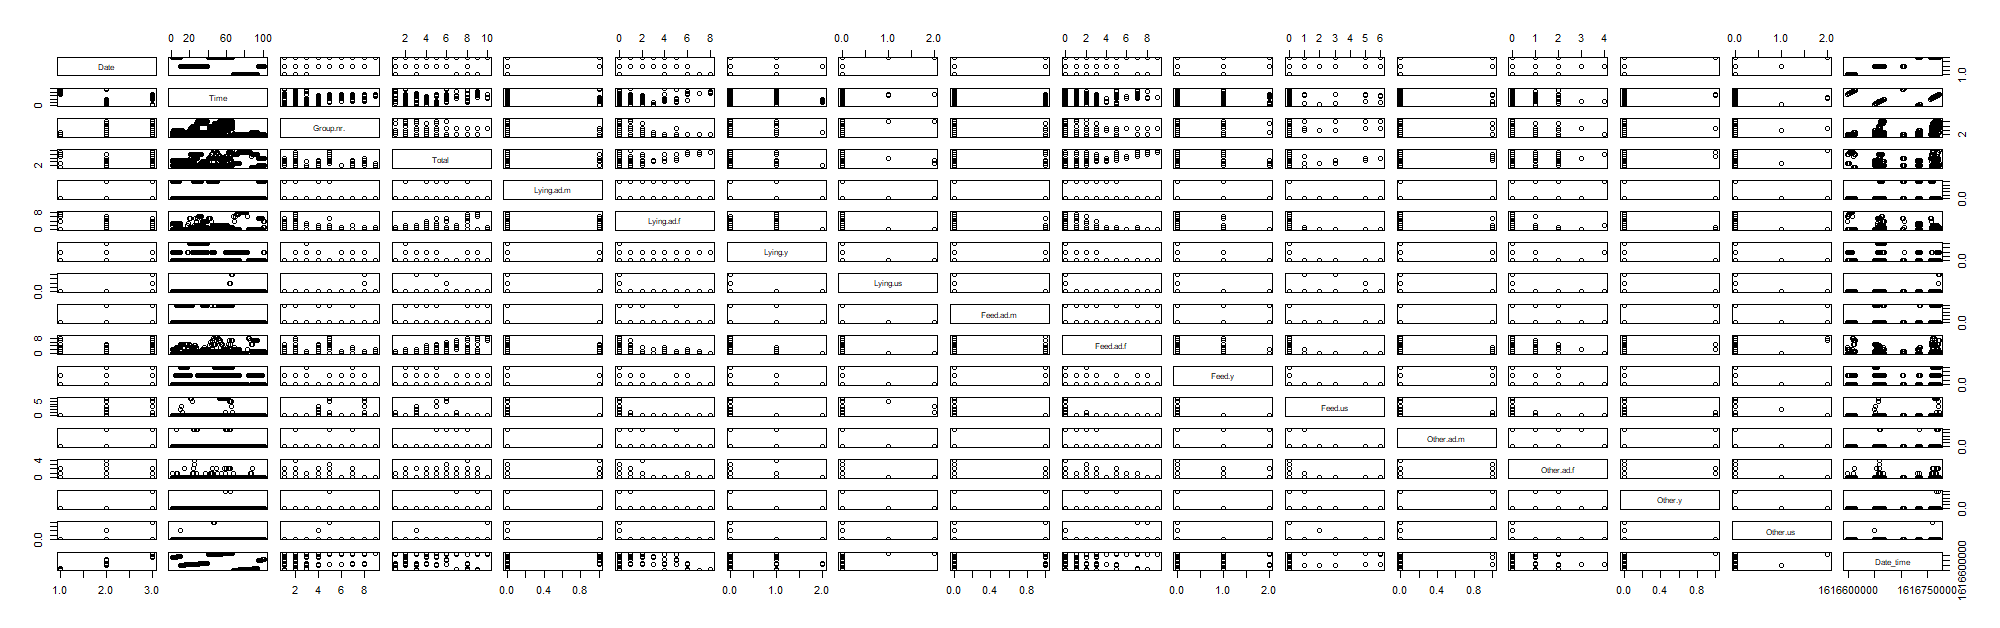 0 20 60 100 2 4 6 8 10 0 2 4 6 8 0.0 1.0 2.0 0 2 4 6 8 0 1 2 3 4 5 6 0 1 2 3 4 0.0 1.0 2.0
Date 1.0
0 Time
Group.nr. 2
2 Total
Lying.ad.m 0.0
0 8 Lying.ad.f
Lying.y 0.0
0.0 Lying.us
Feed.ad.m 0.0
0 8 Feed.ad.f
Feed.y 0.0
0 5 Feed.us
Other.ad.m 0.0
0 4 Other.ad.f
Other.y 0.0
0.0 Other.us
Date_time 1616600000
1.0 2.0 3.0 2 4 6 8 0.0 0.4 0.8 0.0 1.0 2.0 0.0 0.4 0.8 0.0 1.0 2.0 0.0 0.4 0.8 0.0 0.4 0.8 1616600000 1616750000